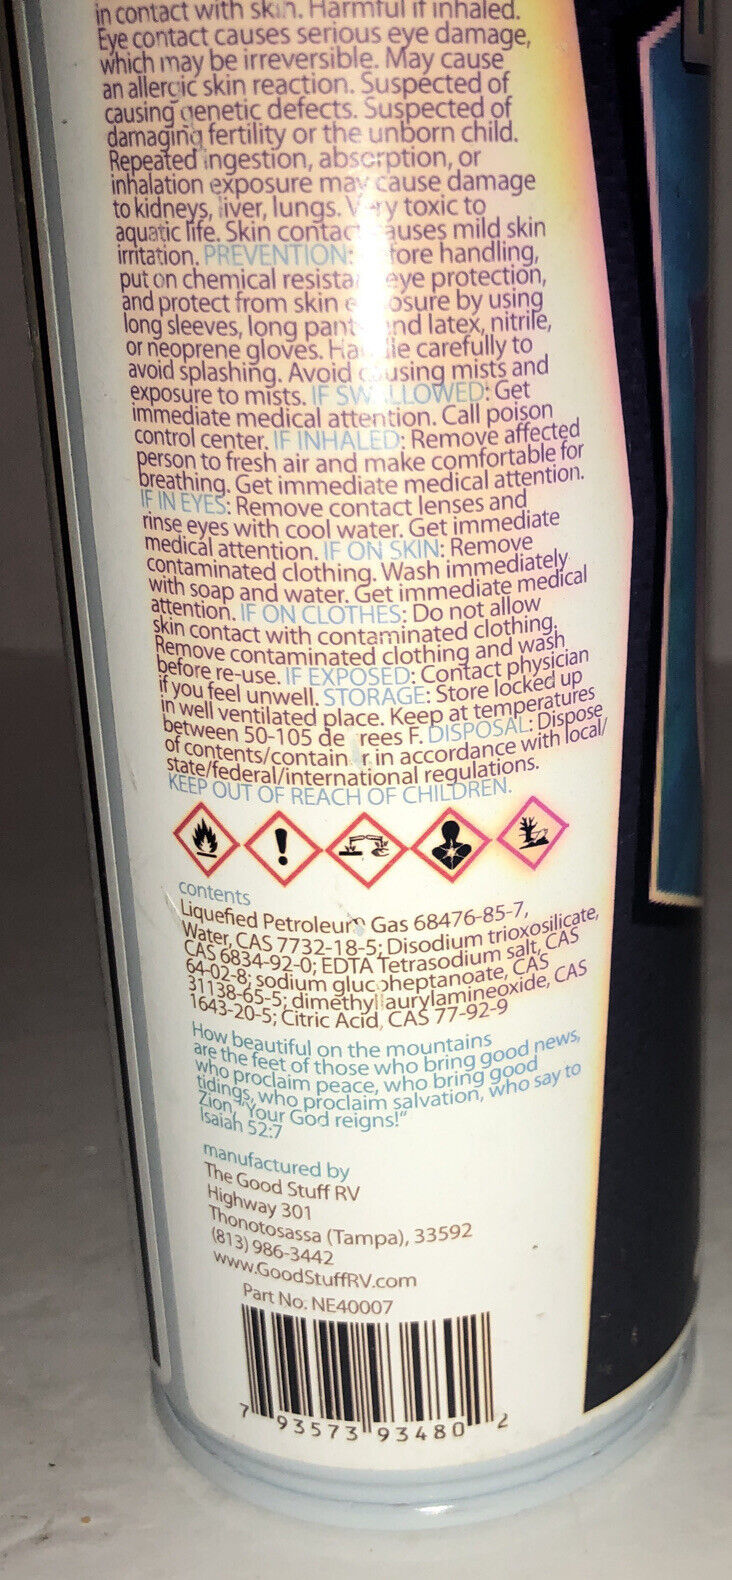 in contact with skin. Harmful if inhaled.
Eye contact causes serious eye damage,
which may be irreversible. May cause
an allergic skin reaction. Suspected of
causing genetic defects. Suspected of
damaging fertility or the unborn child.
Repeated ingestion, absorption, or
inhalation exposure may cause damage
to kidneys, liver, lungs. Very toxic to
aquatic life. Skin contact causes mild skin
irritation. PREVENTION: Before handling,
put on chemical resistant eye protection,
and protect from skin exposure by using
long sleeves, long pants and latex, nitrile,
or neoprene gloves. Handle carefully to
avoid splashing. Avoid causing mists and
exposure to mists. IF SWALLOWED: Get
immediate medical attention. Call poison
control center. IF INHALED: Remove affected
person to fresh air and make comfortable for
breathing. Get immediate medical attention.
IF IN EYES: Remove contact lenses and
rinse eyes with cool water. Get immediate
medical attention. IF ON SKIN: Remove
contaminated clothing. Wash immediately
with soap and water. Get immediate medical
attention. IF ON CLOTHES: Do not allow
skin contact with contaminated clothing.
Remove contaminated clothing and wash
before re-use. IF EXPOSED: Contact physician
if you feel unwell. STORAGE: Store locked up
in well ventilated place. Keep at temperatures
between 50-105 degrees F. DISPOSAL: Dispose
of contents/container in accordance with local/
state/federal/international regulations.
KEEP OUT OF REACH OF CHILDREN.
contents
Liquefied Petroleum Gas 68476-85-7,
Water, CAS 7732-18-5; Disodium trioxosilicate,
CAS 6834-92-0; EDTA Tetrasodium salt, CAS
64-02-8; sodium glucoheptanoate, CAS
31138-65-5; dimethyllaurylamineoxide, CAS
1643-20-5; Citric Acid, CAS 77-92-9
How beautiful on the mountains
are the feet of those who bring good news,
who proclaim peace, who bring good
tidings, who proclaim salvation, who say to
Zion, "Your God reigns!"
Isaiah 52:7
manufactured by
The Good Stuff RV
Highway 301
Thonotosassa (Tampa), 33592
(813) 986-3442
www.GoodStuffRV.com
Part No. NE40007
7 93573 93480 2